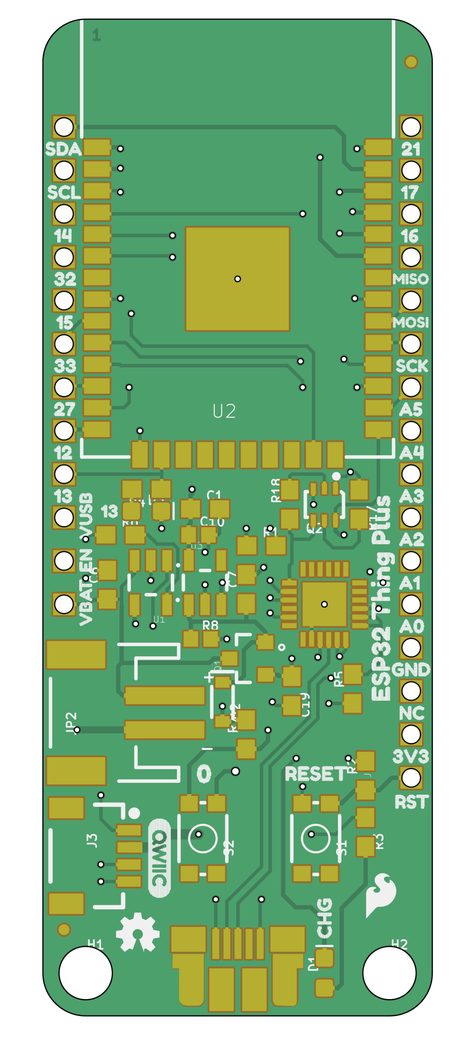 1
SDA
SCL
14
32
15
33
27
12
13
13
VUSB
EN
VBAT
21
17
16
MISO
MOSI
SCK
A5
A4
A3
A2
A1
A0
GND
NC
3V3
RST
U2
R18
C1
C10
R1
ESP32 Thing Plus
U1
R8
R5
C19
JP2
+
-
0
RESET
R2
R3
J3
QWIIC
S2
S1
CHG
D1
H1
H2